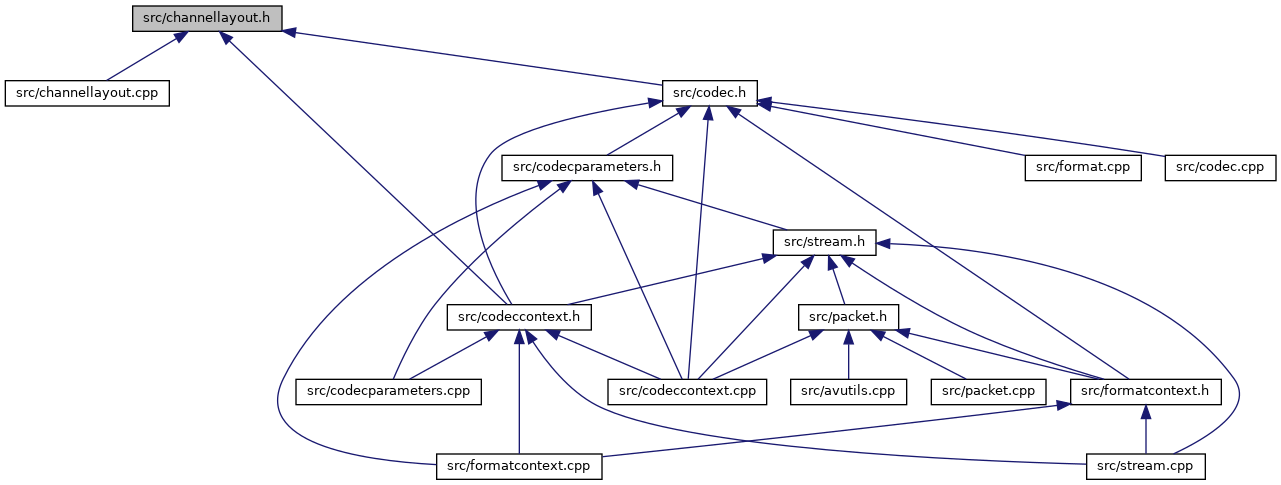 src/channellayout.h
src/channellayout.cpp
src/codec.h
src/codecparameters.h
src/format.cpp
src/codec.cpp
src/stream.h
src/codeccontext.h
src/packet.h
src/codecparameters.cpp
src/codeccontext.cpp
src/avutils.cpp
src/packet.cpp
src/formatcontext.h
src/formatcontext.cpp
src/stream.cpp